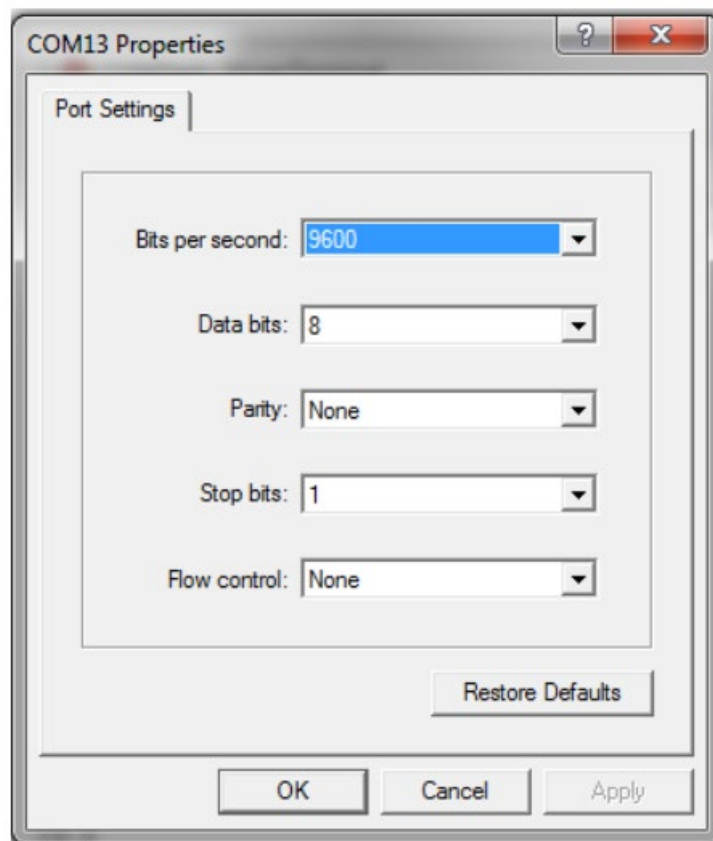 COM13 Properties
Port Settings
Bits per second: 9600
Data bits: 8
Parity: None
Stop bits: 1
Flow control: None
Restore Defaults
OK Cancel Apply